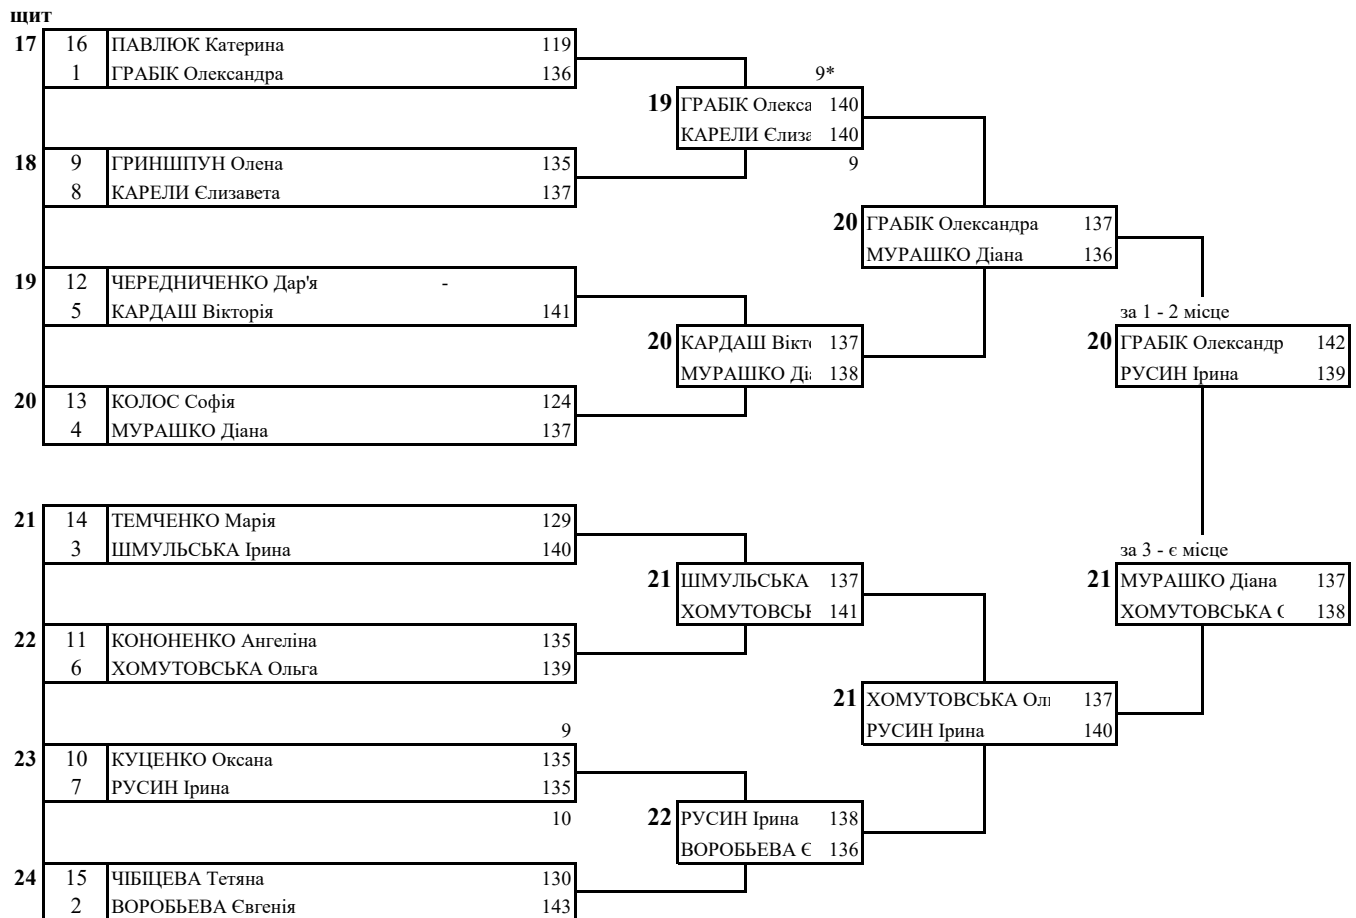 щит
17 16 ПАВЛЮК Катерина 119
1 ГРАБІК Олександра 136
9*
19 ГРАБІК Олекса 140
КАРЕЛИ Єлиза 140
18 9 ГРИНШПУН Олена 135
9
8 КАРЕЛИ Єлизавета 137
20 ГРАБІК Олександра 137
МУРАШКО Діана 136
19 12 ЧЕРЕДНИЧЕНКО Дар'я -
5 КАРДАШ Вікторія 141
за 1 - 2 місце
20 КАРДАШ Вікто 137
МУРАШКО Ді 138
20 ГРАБІК Олександр 142
РУСИН Ірина 139
20 13 КОЛОС Софія 124
4 МУРАШКО Діана 137
21 14 ТЕМЧЕНКО Марія 129
3 ШМУЛЬСЬКА Ірина 140
за 3 - є місце
21 ШМУЛЬСЬКА 137
ХОМУТОВСЬК 141
21 МУРАШКО Діана 137
ХОМУТОВСЬКА О 138
22 11 КОНОНЕНКО Ангеліна 135
6 ХОМУТОВСЬКА Ольга 139
21 ХОМУТОВСЬКА Оль 137
РУСИН Ірина 140
9
23 10 КУЦЕНКО Оксана 135
7 РУСИН Ірина 135
10
22 РУСИН Ірина 138
ВОРОБЬЕВА Є 136
24 15 ЧІБІЦЕВА Тетяна 130
2 ВОРОБЬЕВА Євгенія 143